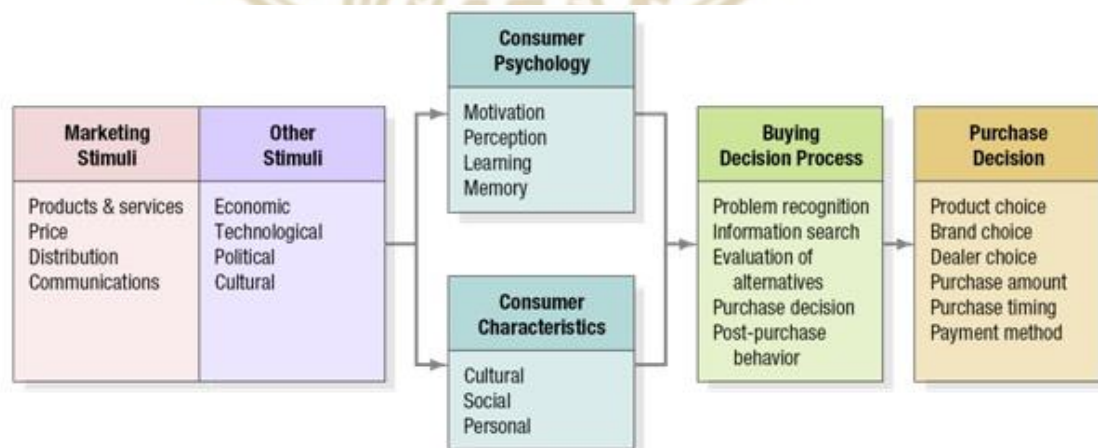 Marketing
Stimuli
Products & services
Price
Distribution
Communications
Other
Stimuli
Economic
Technological
Political
Cultural
Consumer
Psychology
Motivation
Perception
Learning
Memory
Consumer
Characteristics
Cultural
Social
Personal
Buying
Decision Process
Problem recognition
Information search
Evaluation of
alternatives
Purchase decision
Post-purchase
behavior
Purchase
Decision
Product choice
Brand choice
Dealer choice
Purchase amount
Purchase timing
Payment method